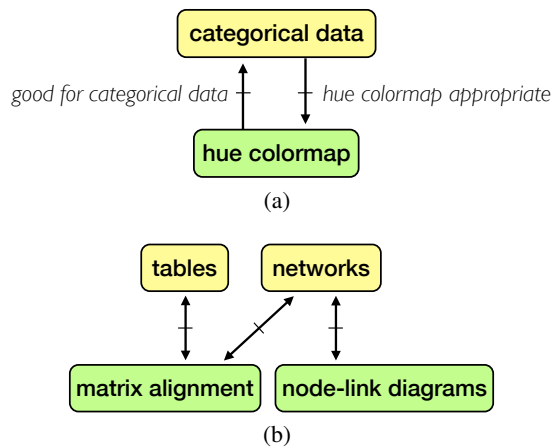 categorical data
good for categorical data
hue colormap appropriate
hue colormap
(a)
tables
networks
matrix alignment
node-link diagrams
(b)